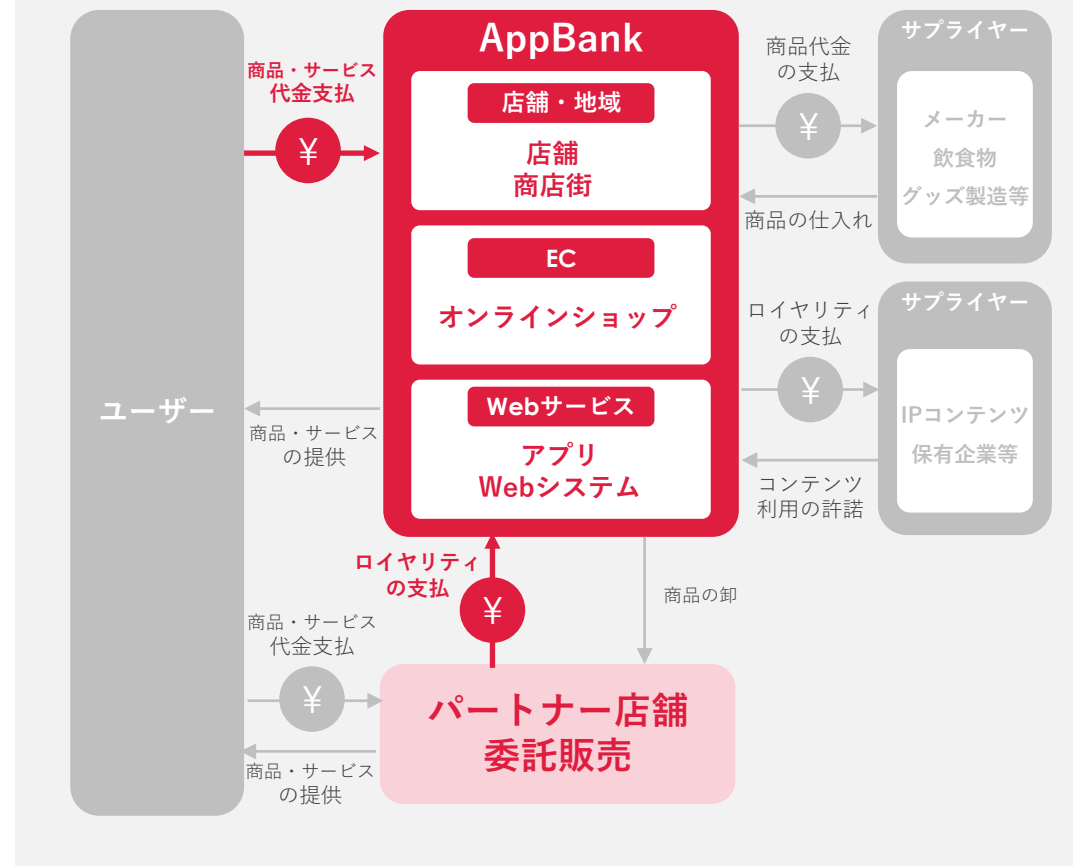 AppBank
店舗・地域
店舗
商店街
EC
オンラインショップ
Webサービス
アプリ
Webシステム
商品・サービス
代金支払
¥
ユーザー
商品・サービス
の提供
商品代金
の支払
¥
商品の仕入れ
サプライヤー
メーカー
飲食物
グッズ製造等
ロイヤリティ
の支払
¥
コンテンツ
利用の許諾
サプライヤー
IPコンテンツ
保有企業等
ロイヤリティ
の支払
¥
商品の卸
商品・サービス
代金支払
¥
商品・サービス
の提供
パートナー店舗
委託販売